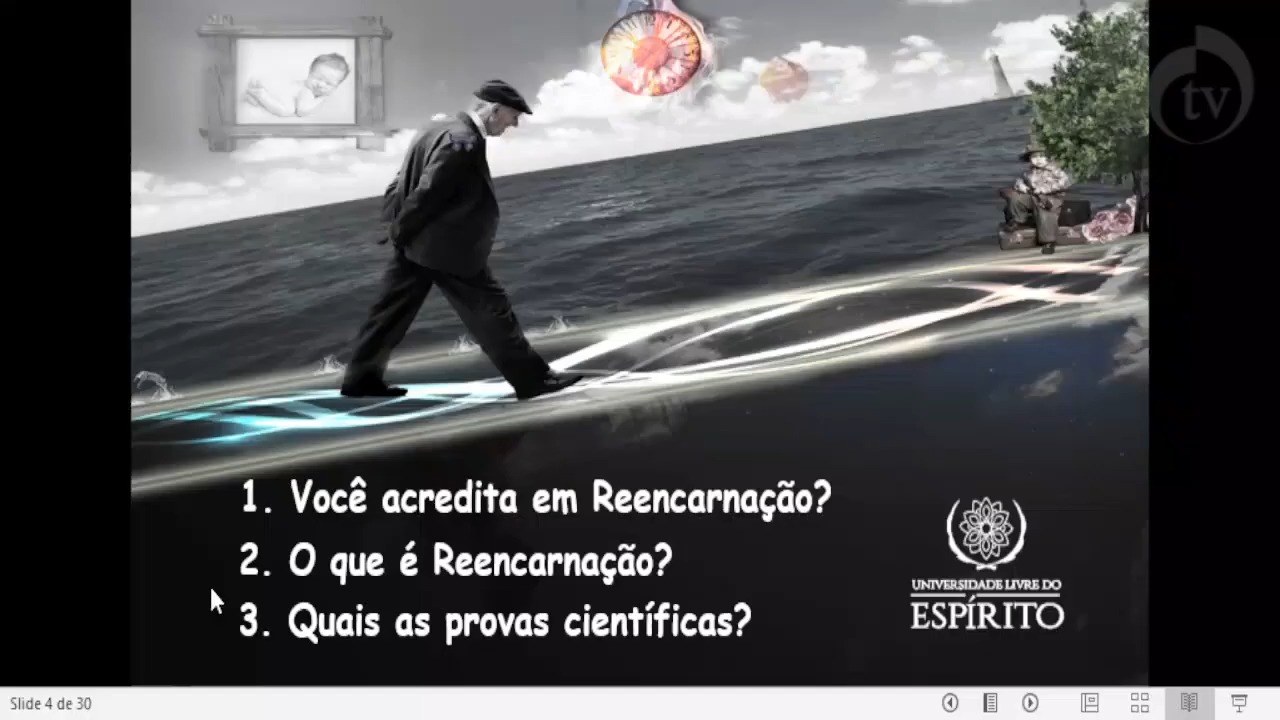 tv
1. Você acredita em Reencarnação?
2. O que é Reencarnação?
3. Quais as provas científicas?
UNIVERSIDADE LIVRE DO
ESPÍRITO
Slide 4 de 30